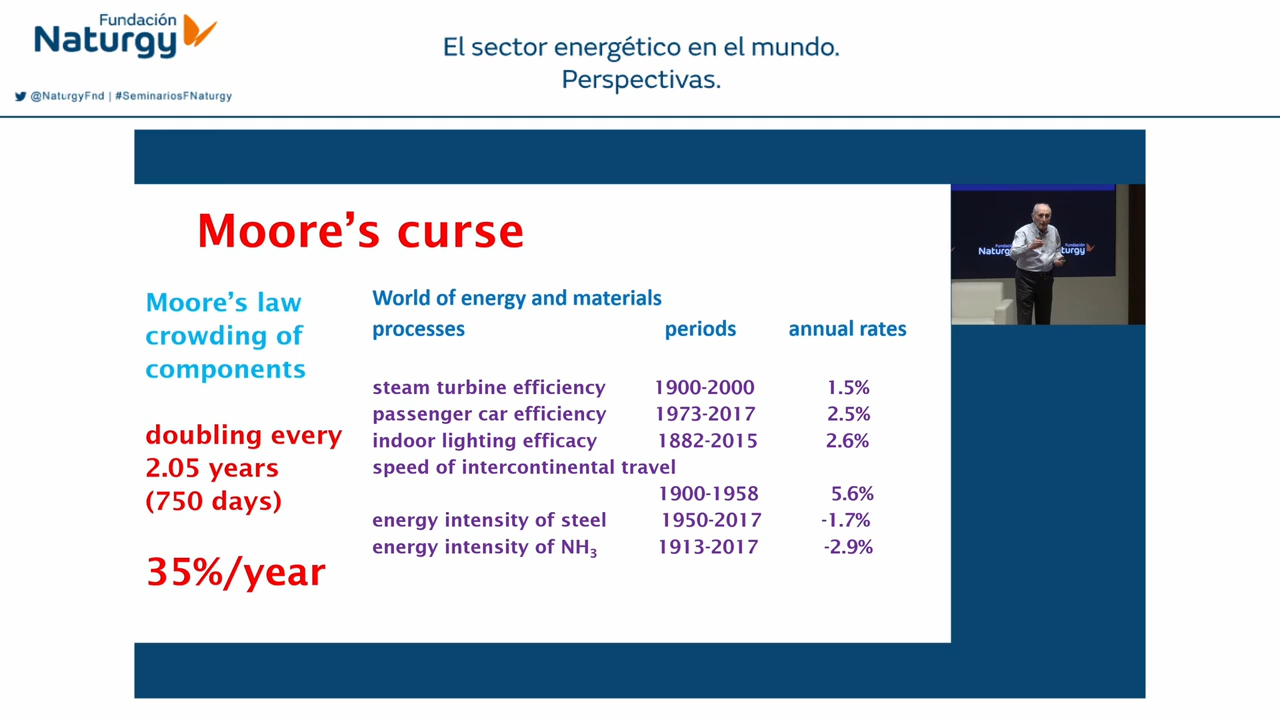 Fundación
Naturgy
@NaturgyFnd | #SeminariosFNaturgy
El sector energético en el mundo.
Perspectivas.
Moore's curse
Moore's law
crowding of
components
doubling every
2.05 years
(750 days)
35%/year
World of energy and materials
processes periods annual rates
steam turbine efficiency 1900-2000 1.5%
passenger car efficiency 1973-2017 2.5%
indoor lighting efficacy 1882-2015 2.6%
speed of intercontinental travel
1900-1958 5.6%
energy intensity of steel 1950-2017 -1.7%
energy intensity of NH₃ 1913-2017 -2.9%
Naturg
Fundación
turgy